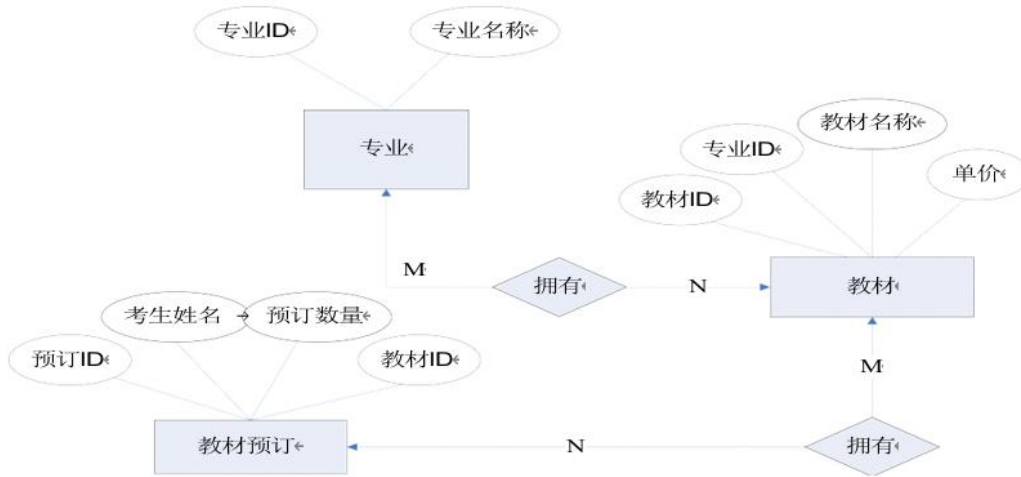 专业ID
专业名称
专业
教材名称
专业ID
单价
教材ID
M
拥有
N
教材
考生姓名
预订数量
预订ID
教材ID
M
教材预订
N
拥有